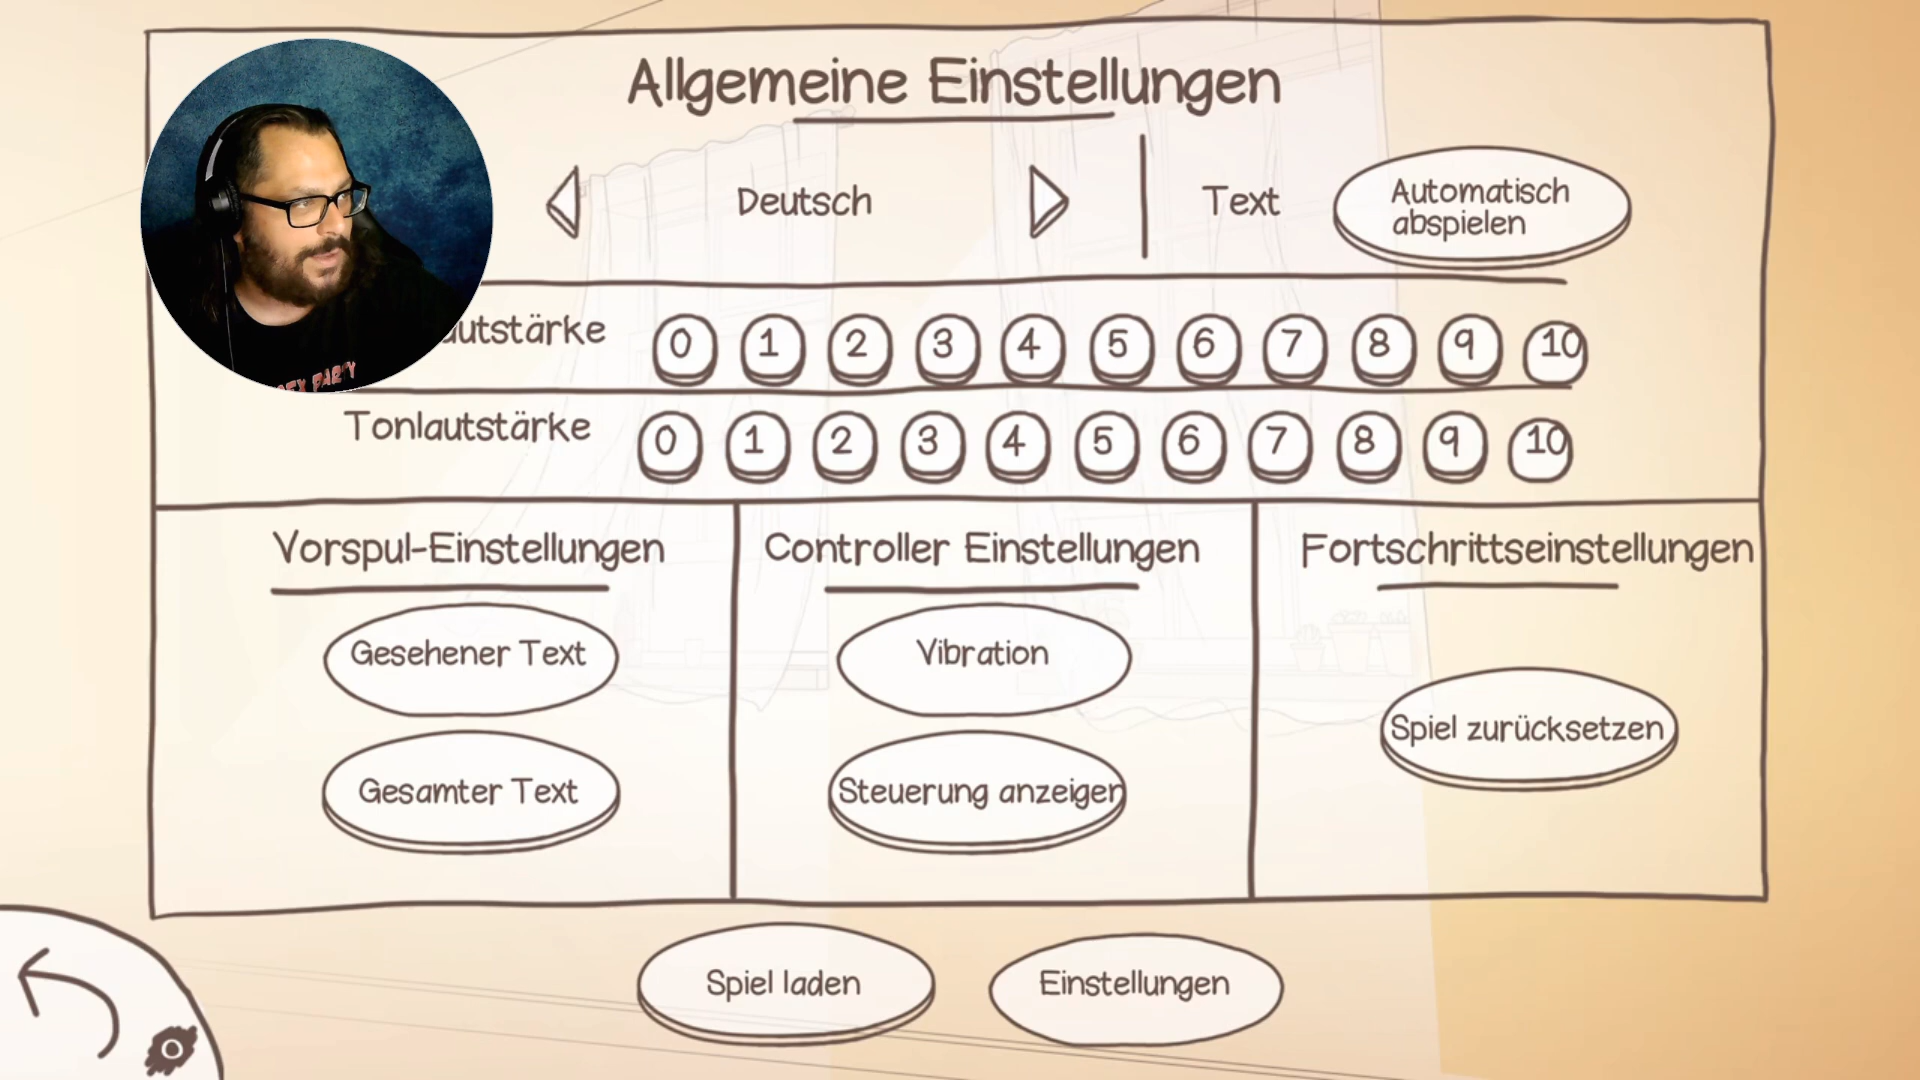 Allgemeine Einstellungen
Deutsch
Text
Automatisch
abspielen
autstärke
0 1 2 3 4 5 6 7 8 9 10
Tonlautstärke
0 1 2 3 4 5 6 7 8 9 10
Vorspul-Einstellungen
Controller Einstellungen
Fortschrittseinstellungen
Gesehener Text
Vibration
Spiel zurücksetzen
Gesamter Text
Steuerung anzeigen
Spiel laden
Einstellungen
PARTY